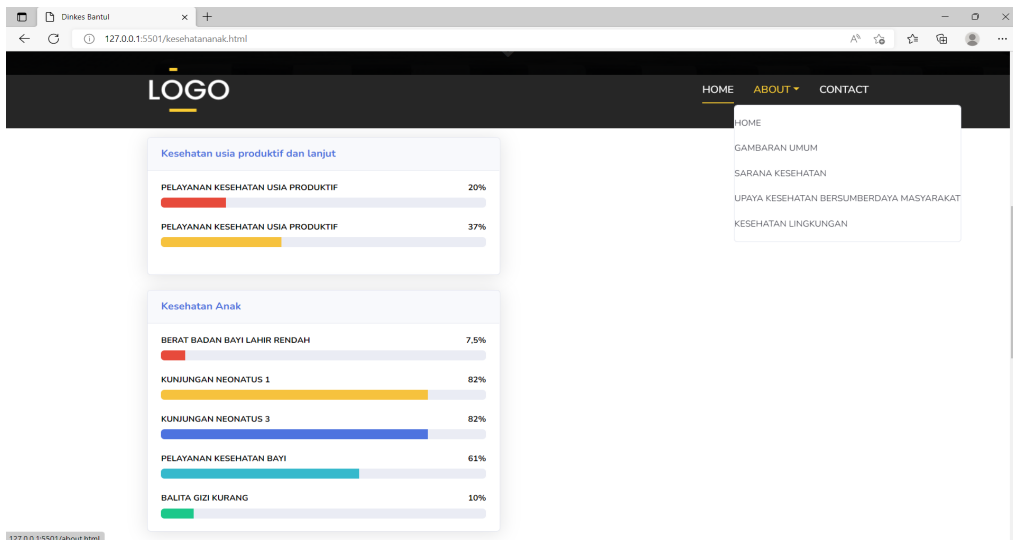 Dinkes Bantul
127.0.0.1:5501/kesehatananak.html
LOGO
HOME ABOUT CONTACT
HOME
GAMBARAN UMUM
SARANA KESEHATAN
UPAYA KESEHATAN BERSUMBERDAYA MASYARAKAT
KESEHATAN LINGKUNGAN
Kesehatan usia produktif dan lanjut
PELAYANAN KESEHATAN USIA PRODUKTIF 20%
PELAYANAN KESEHATAN USIA PRODUKTIF 37%
Kesehatan Anak
BERAT BADAN BAYI LAHIR RENDAH 7,5%
KUNJUNGAN NEONATUS 1 82%
KUNJUNGAN NEONATUS 3 82%
PELAYANAN KESEHATAN BAYI 61%
BALITA GIZI KURANG 10%
127.0.0.1:5501/about.html